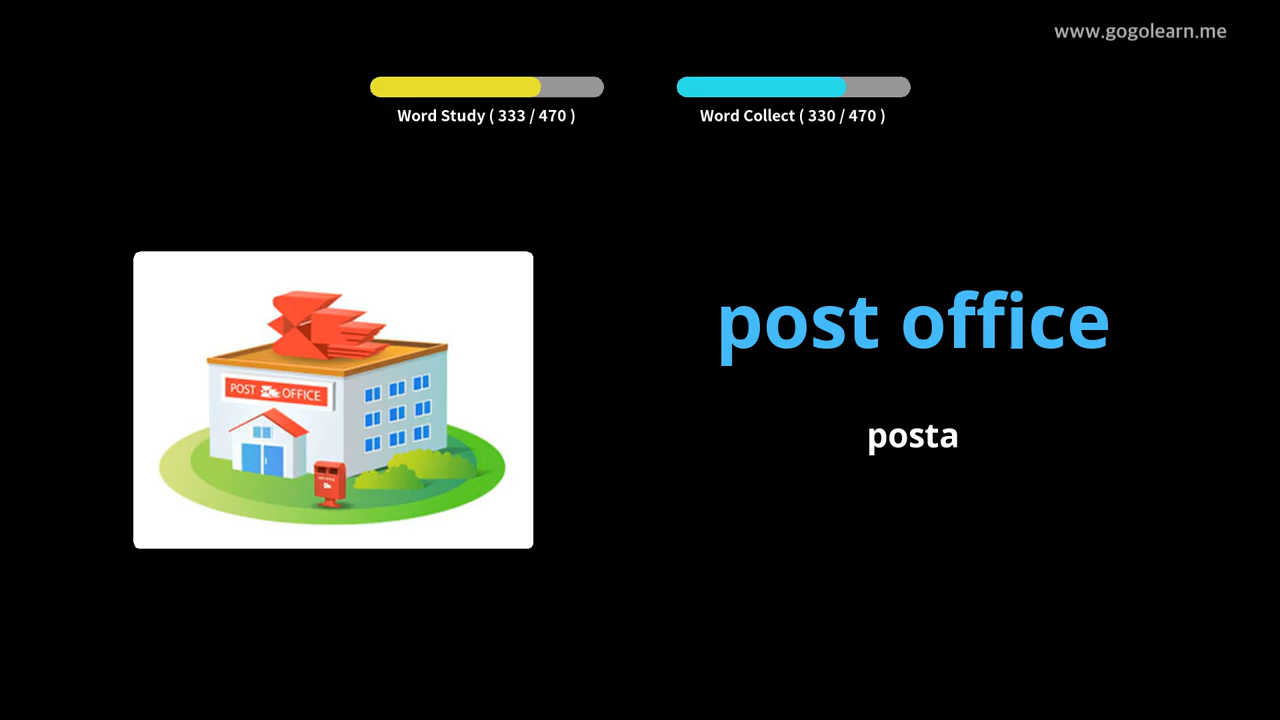 www.gogolearn.me
Word Study ( 333 / 470 )
Word Collect ( 330 / 470 )
POST OFFICE
post office
posta